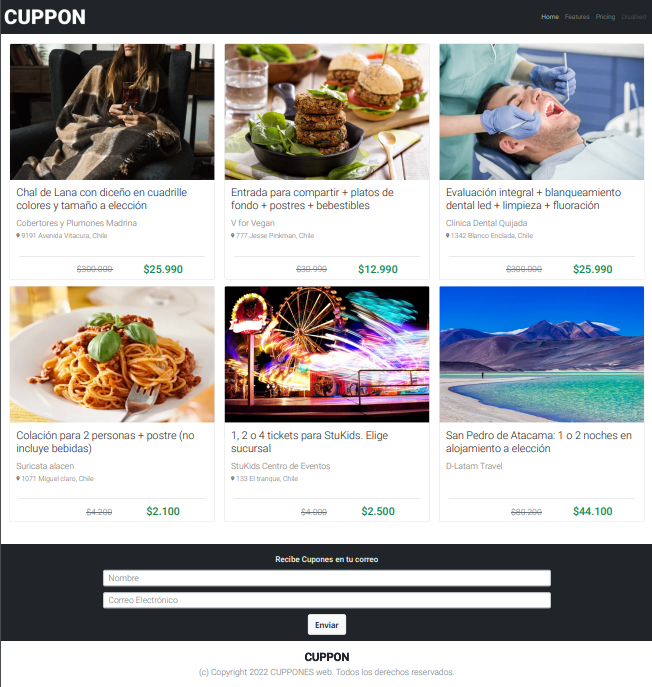 CUPPON
Home Features Pricing Disabled
Chal de Lana con diceño en cuadrille
colores y tamaño a elección
Cobertores y Plumones Madrina
9191 Avenida Vitacura, Chile
$300.000 $25.990
Entrada para compartir + platos de
fondo + postres + bebestibles
V for Vegan
777 Jesse Pinkman, Chile
$30.990 $12.990
Evaluación integral + blanqueamiento
dental led + limpieza + fluoración
Clínica Dental Quijada
1342 Blanco Enclada, Chile
$300.000 $25.990
Colación para 2 personas + postre (no
incluye bebidas)
Suricata alacen
1071 Miguel claro, Chile
$4.200 $2.100
1, 2 o 4 tickets para StuKids. Elige
sucursal
StuKids Centro de Eventos
133 El tranque, Chile
$4.900 $2.500
San Pedro de Atacama: 1 o 2 noches en
alojamiento a elección
D-Latam Travel
$80.200 $44.100
Recibe Cupones en tu correo
Nombre
Correo Electrónico
Enviar
CUPPON
(c) Copyright 2022 CUPPONES web. Todos los derechos reservados.